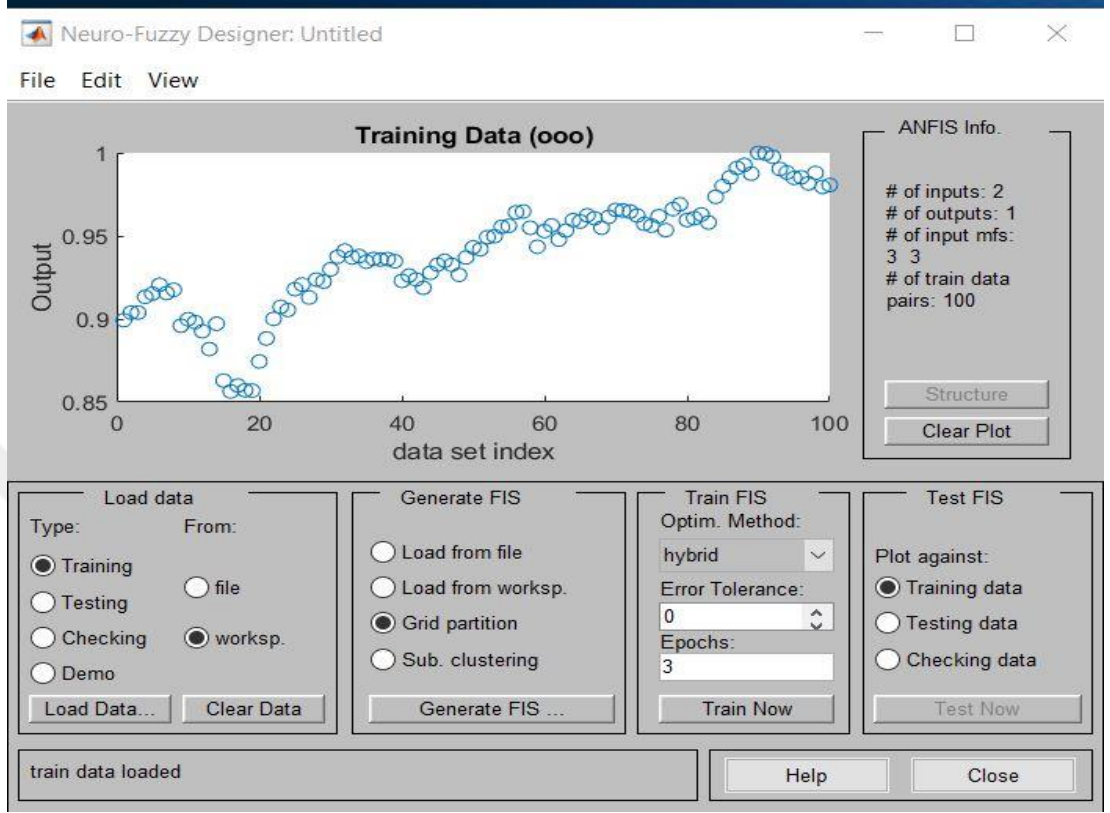 Neuro-Fuzzy Designer: Untitled
File Edit View
Training Data (ooo)
1
0.95
0.9
0.85
Output
0 20 40 60 80 100
data set index
ANFIS Info.
# of inputs: 2
# of outputs: 1
# of input mfs:
3 3
# of train data
pairs: 100
Structure
Clear Plot
Load data
Type: From:
Training
file
Testing
Checking
worksp.
Demo
Load Data... Clear Data
Generate FIS
Load from file
Load from worksp.
Grid partition
Sub. clustering
Generate FIS ...
Train FIS
Optim. Method:
hybrid
Error Tolerance:
0
Epochs:
3
Train Now
Test FIS
Plot against:
Training data
Testing data
Checking data
Test Now
train data loaded
Help Close